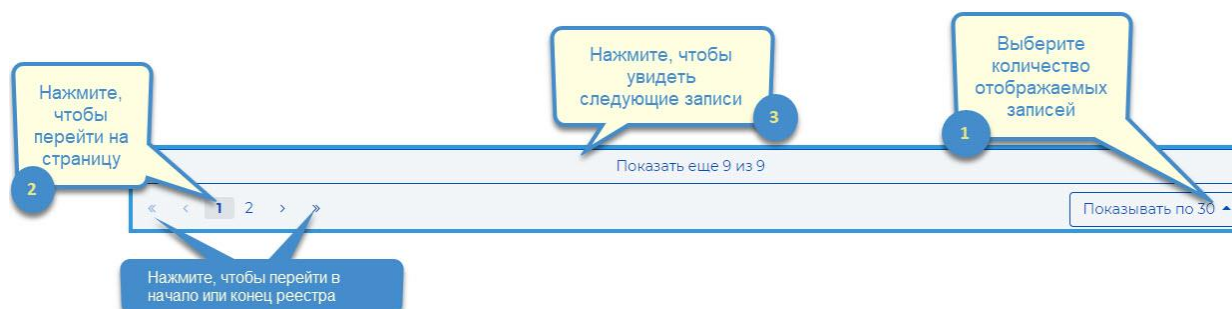 Выберите
количество
отображаемых
записей
1
Нажмите, чтобы
увидеть
следующие записи
3
Нажмите,
чтобы
перейти на
страницу
2
Показать еще 9 из 9
« ‹ 1 2 › »
Показывать по 30
Нажмите, чтобы перейти в
начало или конец реестра